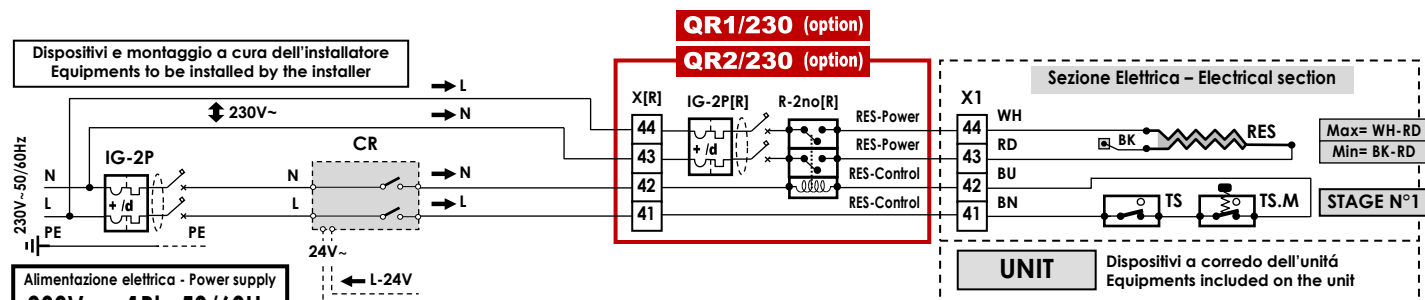 QR1/230 (option)
QR2/230 (option)
Dispositivi e montaggio a cura dell'installatore
Equipments to be installed by the installer
L
230V~
N
230V~50/60Hz
N
L
PE
IG-2P
+ /d
PE
CR
N
L
N
L
24V~
L-24V
X[R]
44
43
42
41
IG-2P[R]
+ /d
R-2no[R]
RES-Power
RES-Power
RES-Control
RES-Control
Sezione Elettrica – Electrical section
X1
44
43
42
41
WH
RD
BU
BN
BK
RES
TS
TS.M
Max= WH-RD
Min= BK-RD
STAGE N°1
UNIT
Dispositivi a corredo dell'unitá
Equipments included on the unit
Alimentazione elettrica - Power supply